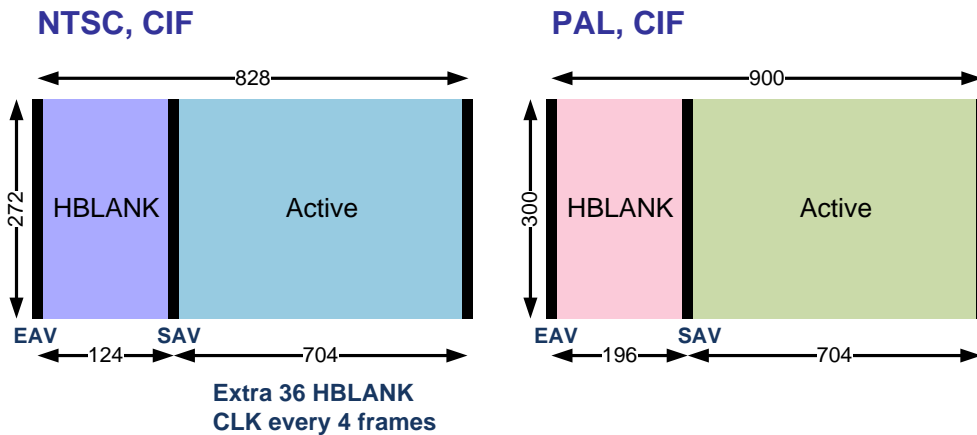 NTSC, CIF
828
272
HBLANK
Active
EAV
SAV
124
704
Extra 36 HBLANK
CLK every 4 frames
PAL, CIF
900
300
HBLANK
Active
EAV
SAV
196
704